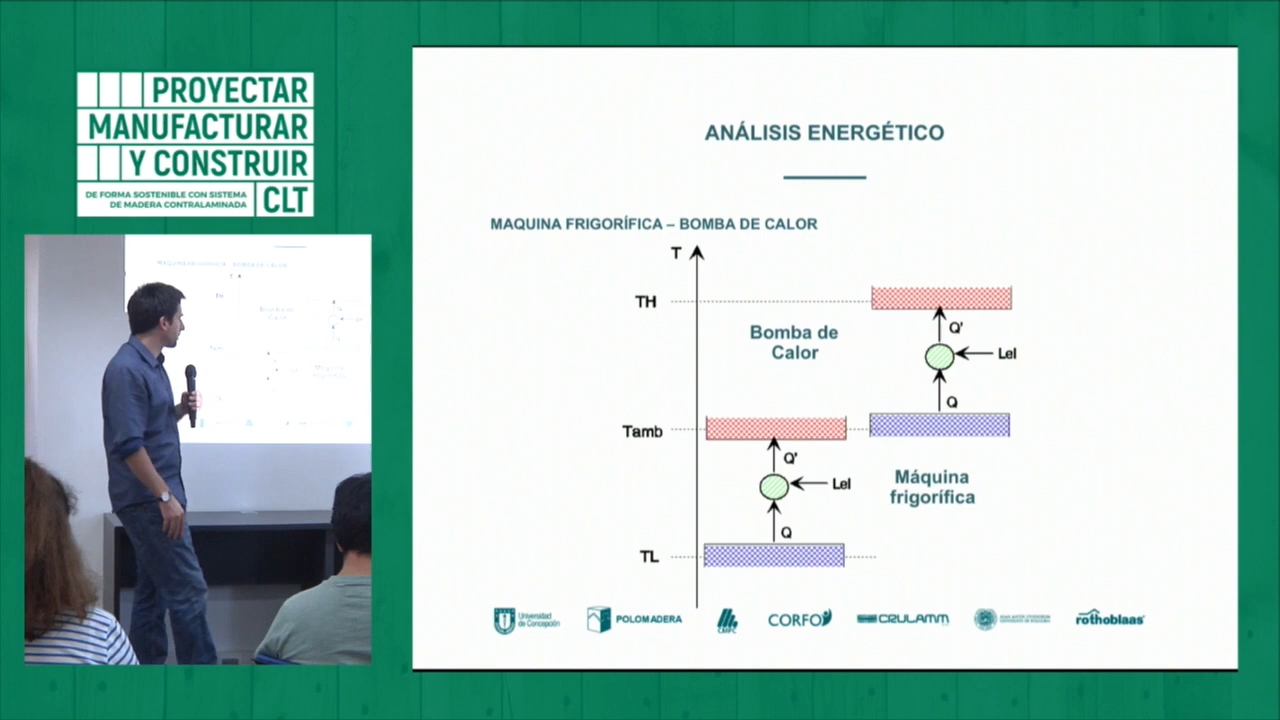 PROYECTAR
MANUFACTURAR
Y CONSTRUIR
DE FORMA SOSTENIBLE CON SISTEMA
DE MADERA CONTRALAMINADA
CLT
ANÁLISIS ENERGÉTICO
MAQUINA FRIGORÍFICA – BOMBA DE CALOR
T
TH
Bomba de
Calor
Q'
Lel
Q
Tamb
Q'
Lel
Q
Máquina
frigorífica
TL
Universidad
de Concepción
POLOMADERA
CMPC
CORFO
CRULAMM
rothoblaas